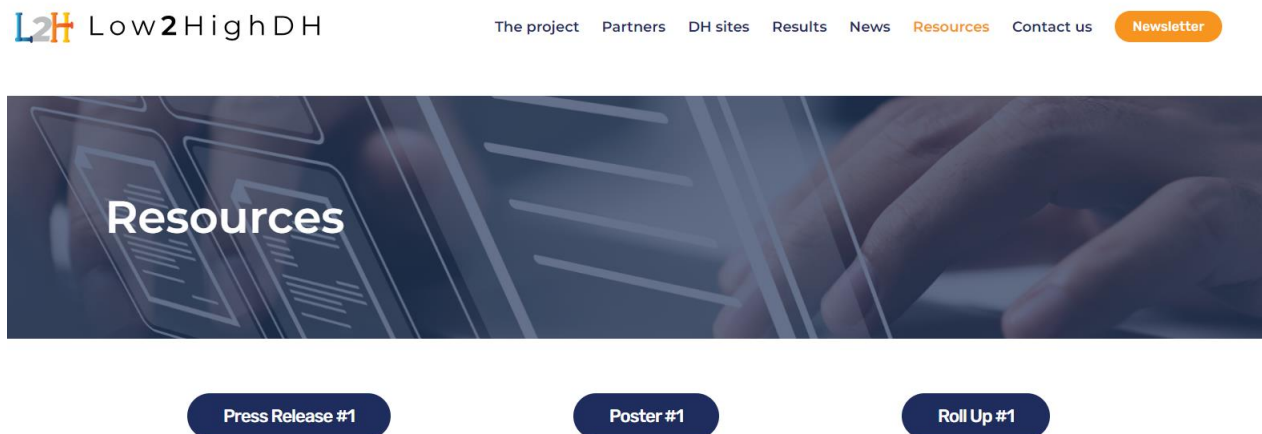 L2H Low2HighDH
The project Partners DH sites Results News Resources Contact us Newsletter
Resources
Press Release #1 Poster #1 Roll Up #1